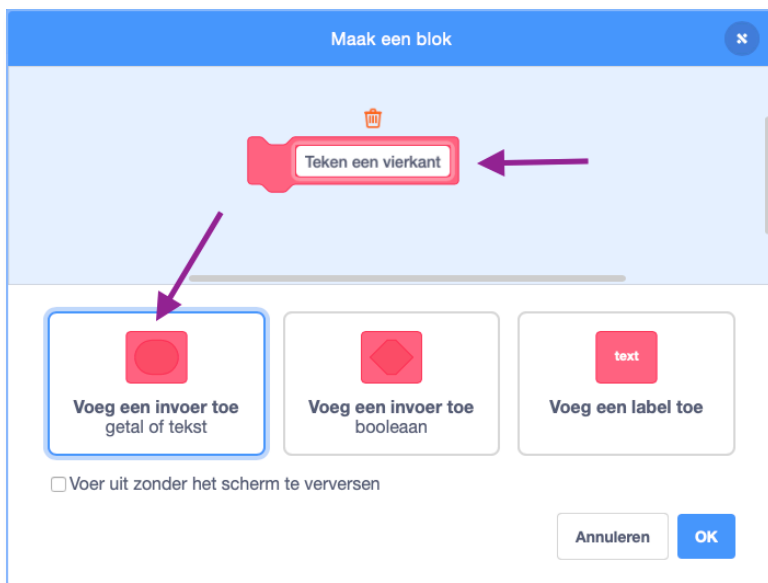 Maak een blok
Teken een vierkant
Voeg een invoer toe
getal of tekst
Voeg een invoer toe
booleaan
text
Voeg een label toe
Voer uit zonder het scherm te verversen
Annuleren
OK